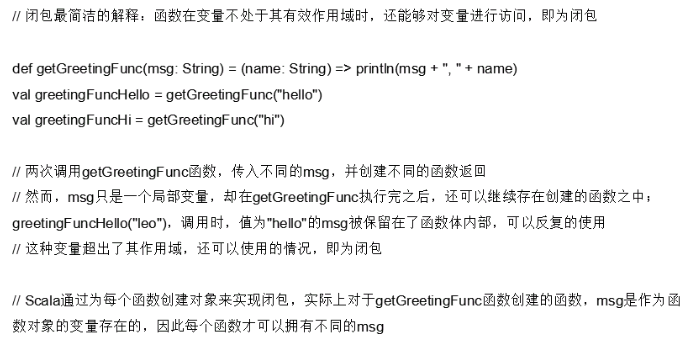 // 闭包最简洁的解释：函数在变量不处于其有效作用域时，还能够对变量进行访问，即为闭包
def getGreetingFunc(msg: String) = (name: String) => println(msg + ", " + name)
val greetingFuncHello = getGreetingFunc("hello")
val greetingFuncHi = getGreetingFunc("hi")
// 两次调用getGreetingFunc函数，传入不同的msg，并创建不同的函数返回
// 然而，msg只是一个局部变量，却在getGreetingFunc执行完之后，还可以继续存在创建的函数之中；
greetingFuncHello("leo")，调用时，值为"hello"的msg被保留在了函数体内部，可以反复的使用
// 这种变量超出了其作用域，还可以使用的情况，即为闭包
// Scala通过为每个函数创建对象来实现闭包，实际上对于getGreetingFunc函数创建的函数，msg是作为函
数对象的变量存在的，因此每个函数才可以拥有不同的msg